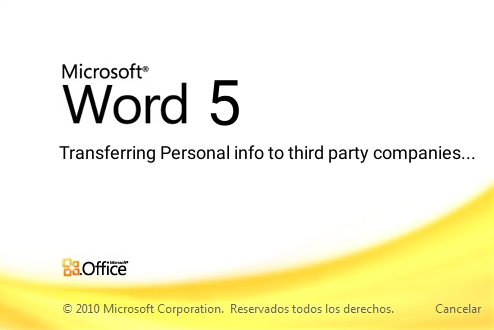 Microsoft®
Word 5
Transferring Personal info to third party companies...
Microsoft®
Office
© 2010 Microsoft Corporation. Reservados todos los derechos. Cancelar